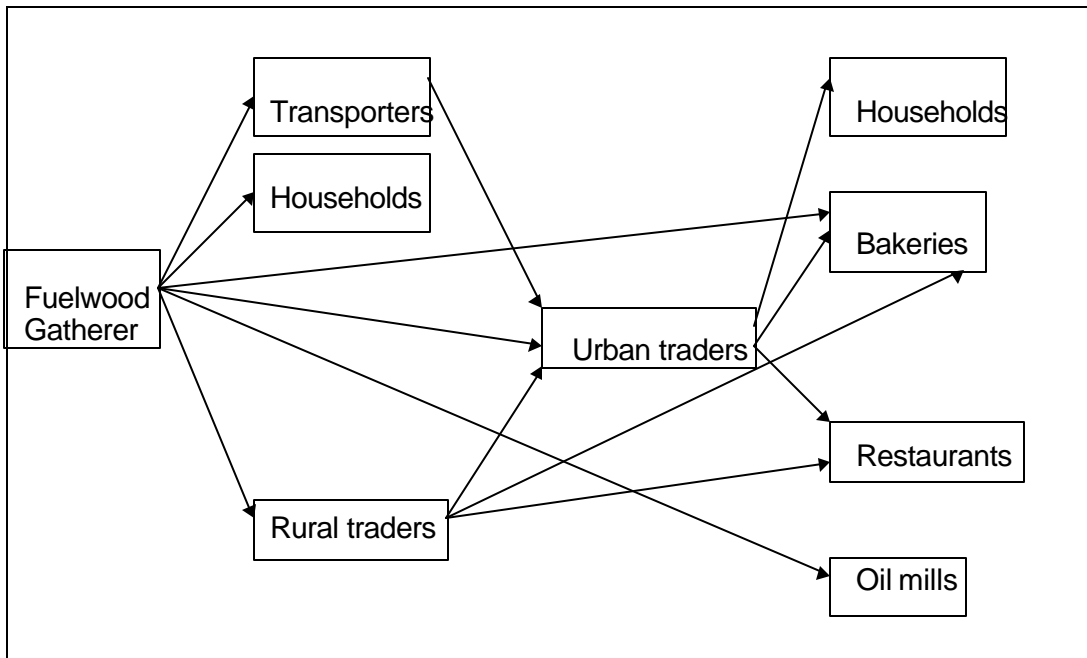 Transporters
Households
Households
Bakeries
Fuelwood
Gatherer
Urban traders
Restaurants
Rural traders
Oil mills